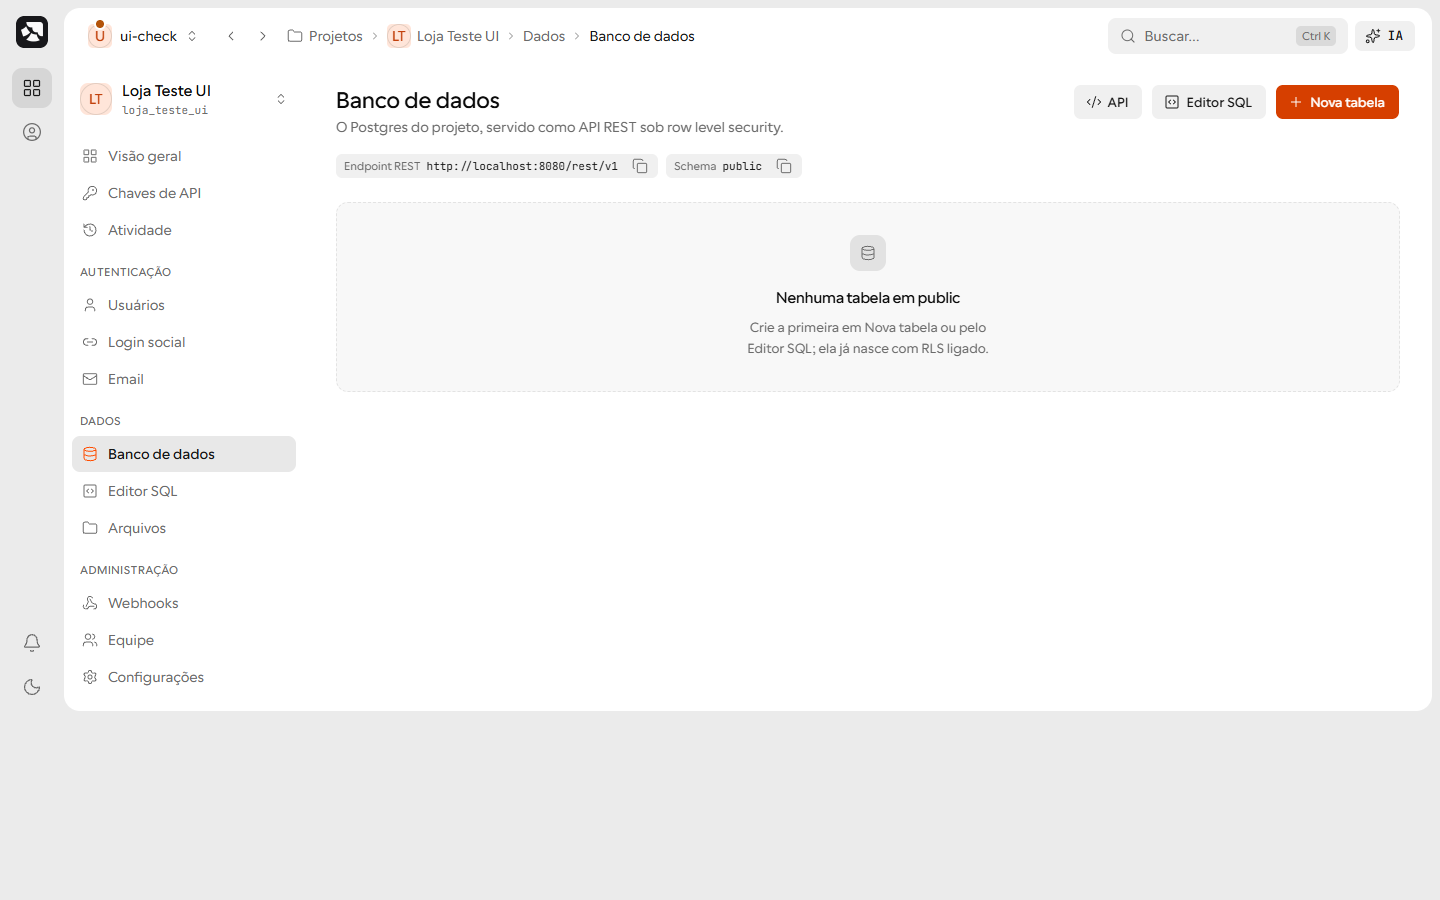 U ui-check
Projetos
LT Loja Teste UI
Dados
Banco de dados
Buscar...
Ctrl K
IA
LT
Loja Teste UI
loja_teste_ui
Visão geral
Chaves de API
Atividade
AUTENTICAÇÃO
Usuários
Login social
Email
DADOS
Banco de dados
Editor SQL
Arquivos
ADMINISTRAÇÃO
Webhooks
Equipe
Configurações
Banco de dados
O Postgres do projeto, servido como API REST sob row level security.
API
Editor SQL
Nova tabela
Endpoint REST http://localhost:8080/rest/v1
Schema public
Nenhuma tabela em public
Crie a primeira em Nova tabela ou pelo
Editor SQL; ela já nasce com RLS ligado.